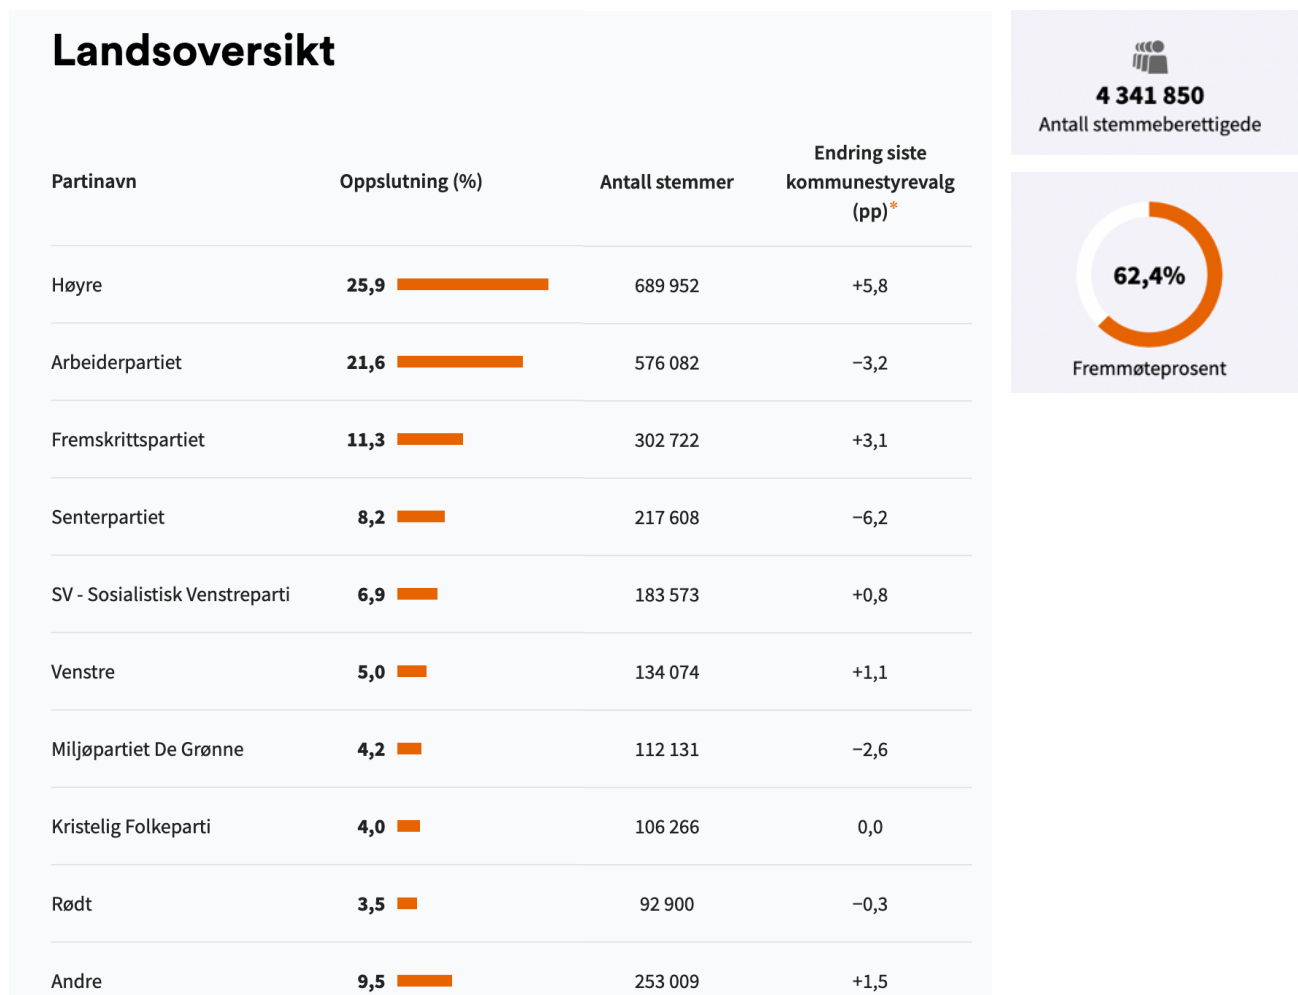 Landsoversikt
Partinavn Oppslutning (%) Antall stemmer Endring siste
kommunestyrevalg
(pp)*
Høyre 25,9 689 952 +5,8
Arbeiderpartiet 21,6 576 082 −3,2
Fremskrittspartiet 11,3 302 722 +3,1
Senterpartiet 8,2 217 608 −6,2
SV - Sosialistisk Venstreparti 6,9 183 573 +0,8
Venstre 5,0 134 074 +1,1
Miljøpartiet De Grønne 4,2 112 131 −2,6
Kristelig Folkeparti 4,0 106 266 0,0
Rødt 3,5 92 900 −0,3
Andre 9,5 253 009 +1,5
4 341 850
Antall stemmeberettigede
62,4%
Fremmøteprosent